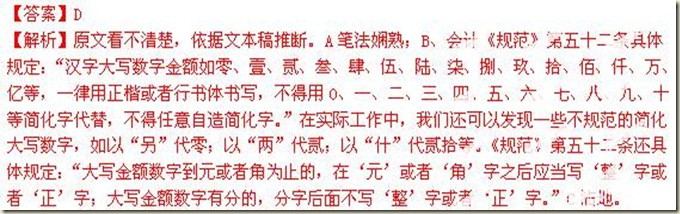 【答案】D
【解析】原文看不清楚，依据文本稿推断。A笔法娴熟；B、会计《规范》第五十二条具体
规定：“汉字大写数字金额如零、壹、贰、叁、肆、伍、陆、柒、捌、玖、拾、佰、仟、万、
亿等，一律用正楷或者行书体书写，不得用0、一、二、三、四、五、六、七、八、九、十
等简化字代替，不得任意自造简化字。”在实际工作中，我们还可以发现一些不规范的简化
大写数字，如以“另”代零；以“两”代贰；以“什”代贰拾等。《规范》第五十二条还具
体规定：“大写金额数字到元或者角为止的，在‘元’或者‘角’字之后应当写‘整’字或
者‘正’字；大写金额数字有分的，分字后面不写‘整’字或者‘正’字。”C沽地。